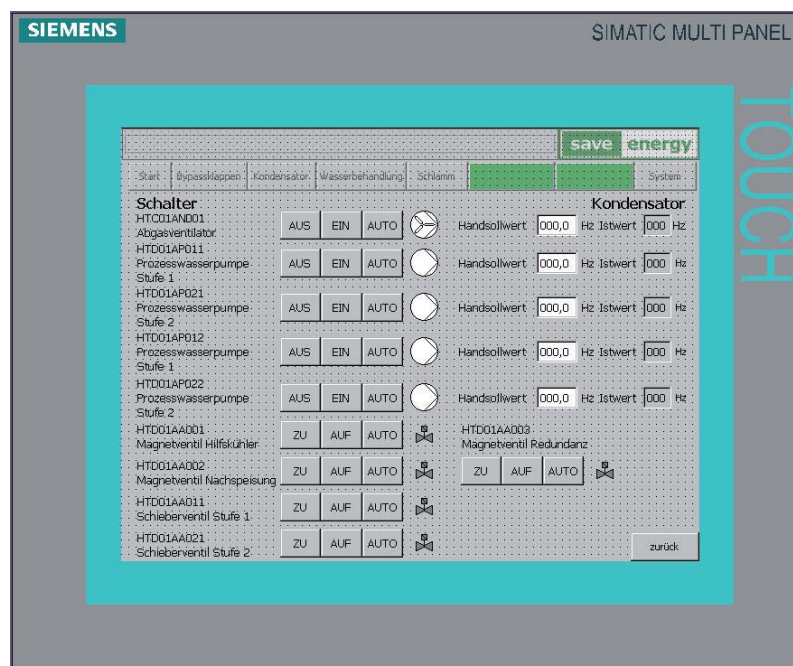 SIEMENS
SIMATIC MULTI PANEL
TOUCH
save energy
Start Bypassklappen Kondensator Wasserbehandlung Schlamm System
Schalter Kondensator
HTC01AN001
Abgasventilator
AUS EIN AUTO Handsollwert 000,0 Hz Istwert 000 Hz
HTD01AP011
Prozesswasserpumpe
Stufe 1
AUS EIN AUTO Handsollwert 000,0 Hz Istwert 000 Hz
HTD01AP021
Prozesswasserpumpe
Stufe 2
AUS EIN AUTO Handsollwert 000,0 Hz Istwert 000 Hz
HTD01AP012
Prozesswasserpumpe
Stufe 1
AUS EIN AUTO Handsollwert 000,0 Hz Istwert 000 Hz
HTD01AP022
Prozesswasserpumpe
Stufe 2
AUS EIN AUTO Handsollwert 000,0 Hz Istwert 000 Hz
HTD01AA001
Magnetventil Hilfskühler
ZU AUF AUTO
HTD01AA003
Magnetventil Redundanz
ZU AUF AUTO
HTD01AA002
Magnetventil Nachspeisung
ZU AUF AUTO
HTD01AA011
Schieberventil Stufe 1
ZU AUF AUTO
HTD01AA021
Schieberventil Stufe 2
ZU AUF AUTO
zurück